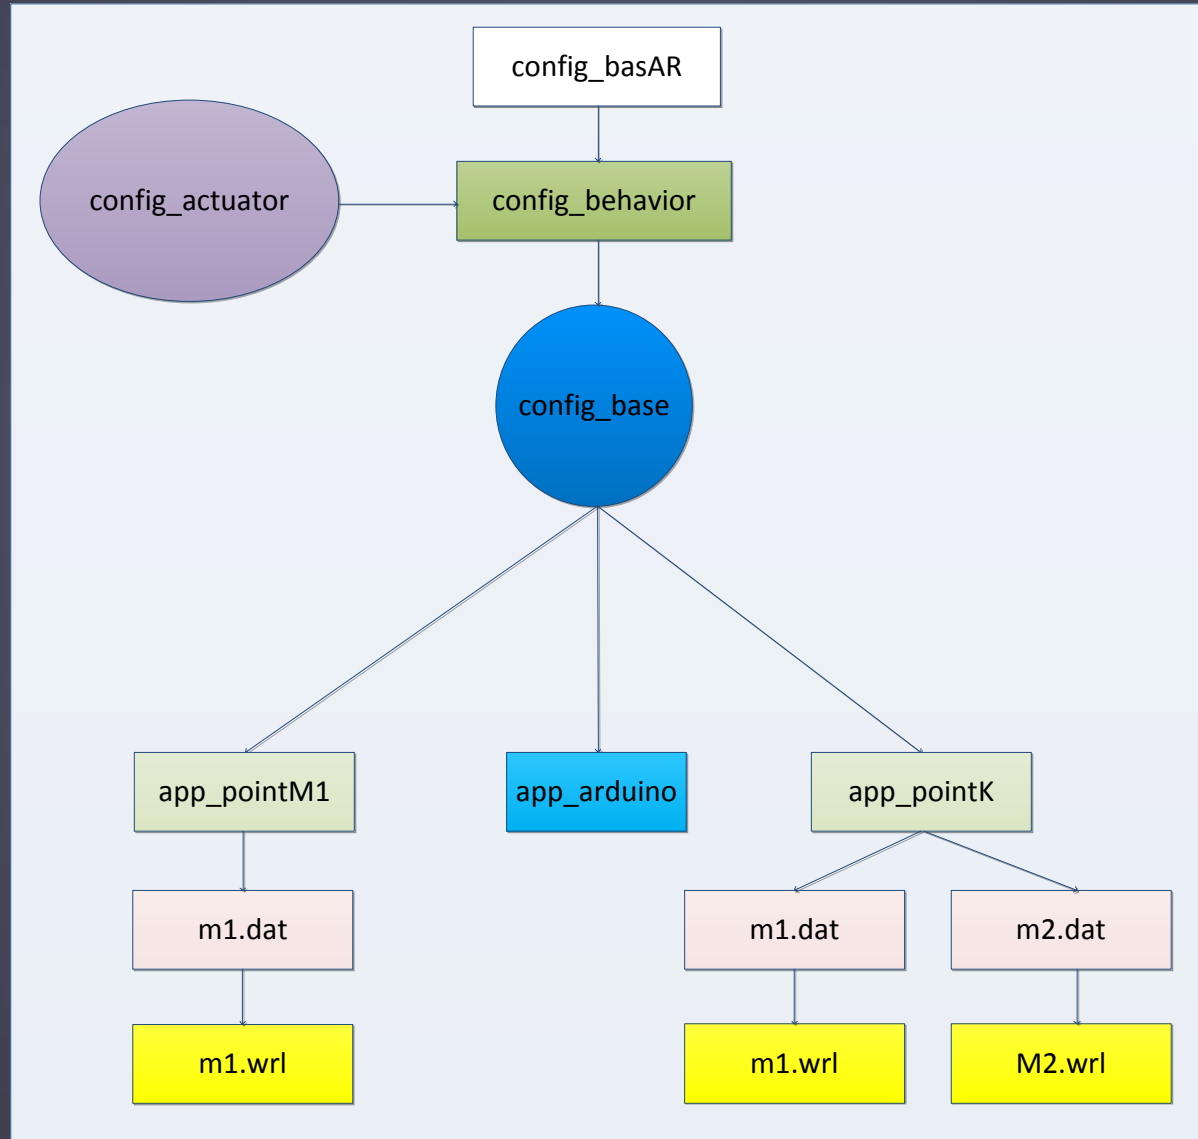 config_basAR
config_actuator
config_behavior
config_base
app_pointM1
app_arduino
app_pointK
m1.dat
m1.dat
m2.dat
m1.wrl
m1.wrl
M2.wrl